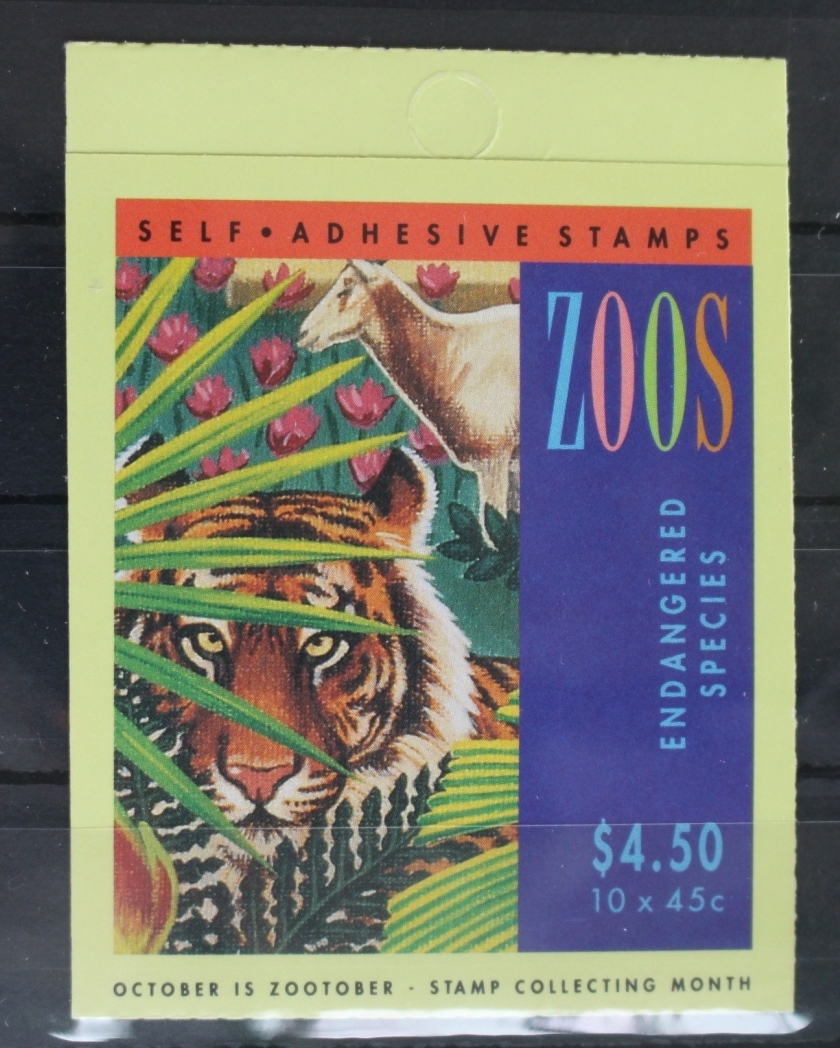 SELF•ADHESIVE STAMPS
ZOOS
ENDANGERED
SPECIES
$4.50
10 x 45c
OCTOBER IS ZOOTOBER - STAMP COLLECTING MONTH